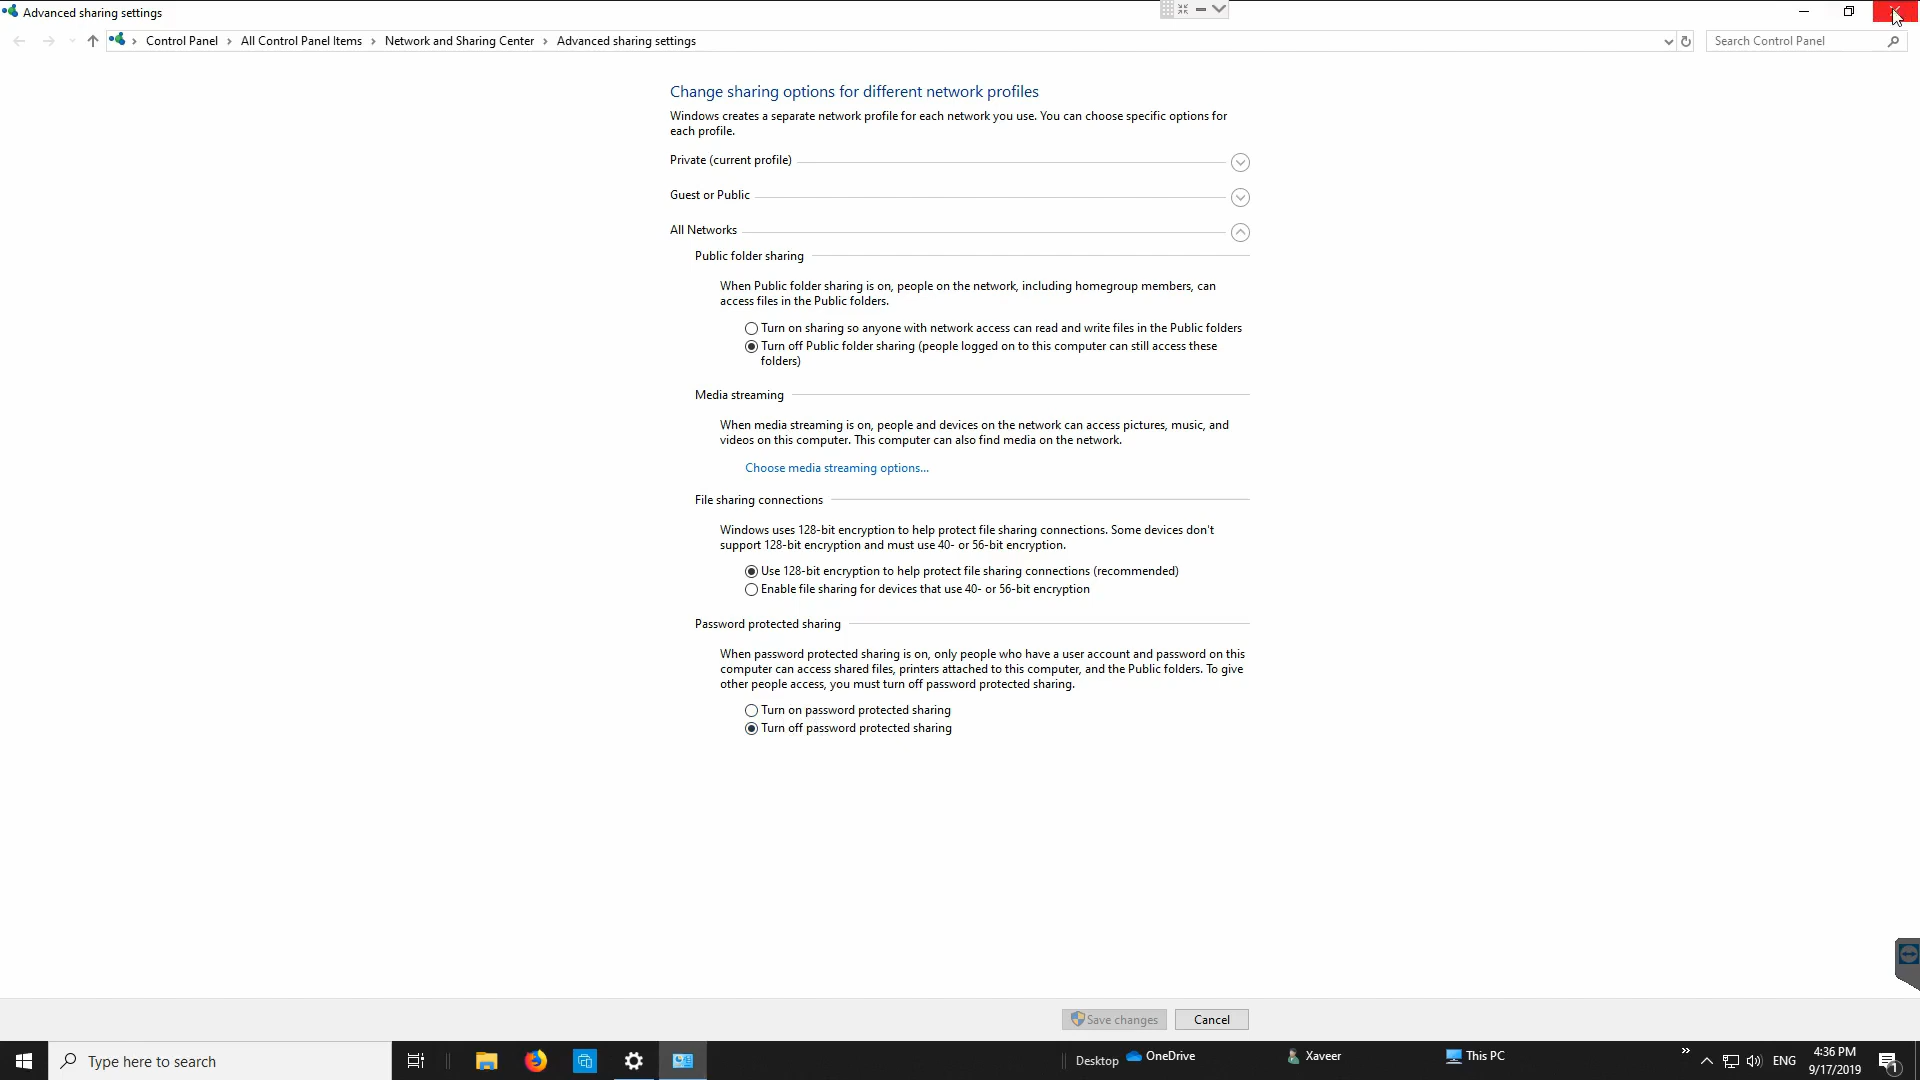 Advanced sharing settings
Control Panel
All Control Panel Items
Network and Sharing Center
Advanced sharing settings
Search Control Panel
Change sharing options for different network profiles
Windows creates a separate network profile for each network you use. You can choose specific options for
each profile.
Private (current profile)
Guest or Public
All Networks
Public folder sharing
When Public folder sharing is on, people on the network, including homegroup members, can
access files in the Public folders.
Turn on sharing so anyone with network access can read and write files in the Public folders
Turn off Public folder sharing (people logged on to this computer can still access these
folders)
Media streaming
When media streaming is on, people and devices on the network can access pictures, music, and
videos on this computer. This computer can also find media on the network.
Choose media streaming options...
File sharing connections
Windows uses 128-bit encryption to help protect file sharing connections. Some devices don't
support 128-bit encryption and must use 40- or 56-bit encryption.
Use 128-bit encryption to help protect file sharing connections (recommended)
Enable file sharing for devices that use 40- or 56-bit encryption
Password protected sharing
When password protected sharing is on, only people who have a user account and password on this
computer can access shared files, printers attached to this computer, and the Public folders. To give
other people access, you must turn off password protected sharing.
Turn on password protected sharing
Turn off password protected sharing
Save changes
Cancel
Type here to search
Desktop
OneDrive
Xaveer
This PC
ENG
4:36 PM
9/17/2019
1